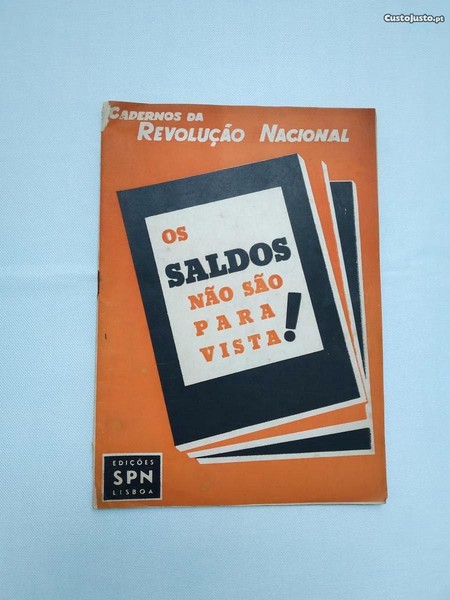 CustoJusto.pt
CADERNOS DA
REVOLUÇÃO NACIONAL
OS
SALDOS
NÃO SÃO
PARA
VISTA!
EDIÇÕES
SPN
LISBOA